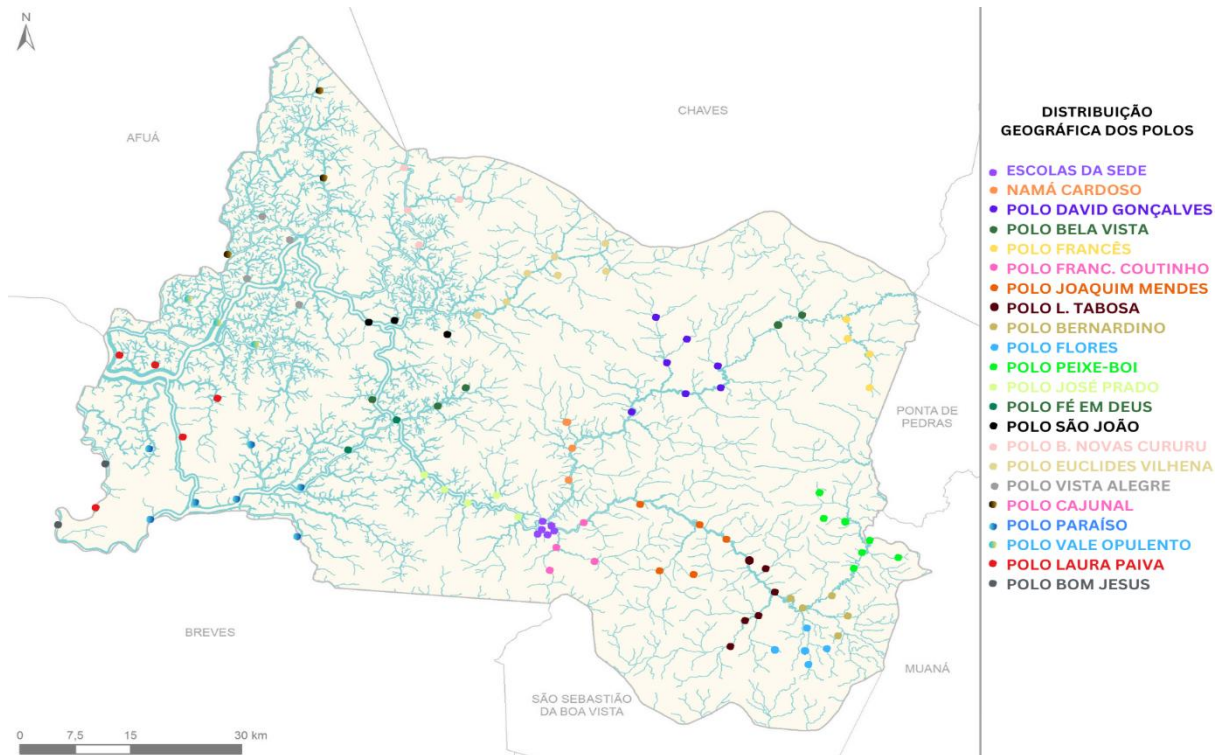 N
AFUÁ
CHAVES
PONTA DE
PEDRAS
BREVES
SÃO SEBASTIÃO
DA BOA VISTA
MUANÁ
0 7,5 15 30 km
DISTRIBUIÇÃO
GEOGRÁFICA DOS POLOS
ESCOLAS DA SEDE
NAMÁ CARDOSO
POLO DAVID GONÇALVES
POLO BELA VISTA
POLO FRANCÊS
POLO FRANC. COUTINHO
POLO JOAQUIM MENDES
POLO L. TABOSA
POLO BERNARDINO
POLO FLORES
POLO PEIXE-BOI
POLO JOSÉ PRADO
POLO FÉ EM DEUS
POLO SÃO JOÃO
POLO B. NOVAS CURURU
POLO EUCLIDES VILHENA
POLO VISTA ALEGRE
POLO CAJUNAL
POLO PARAÍSO
POLO VALE OPULENTO
POLO LAURA PAIVA
POLO BOM JESUS